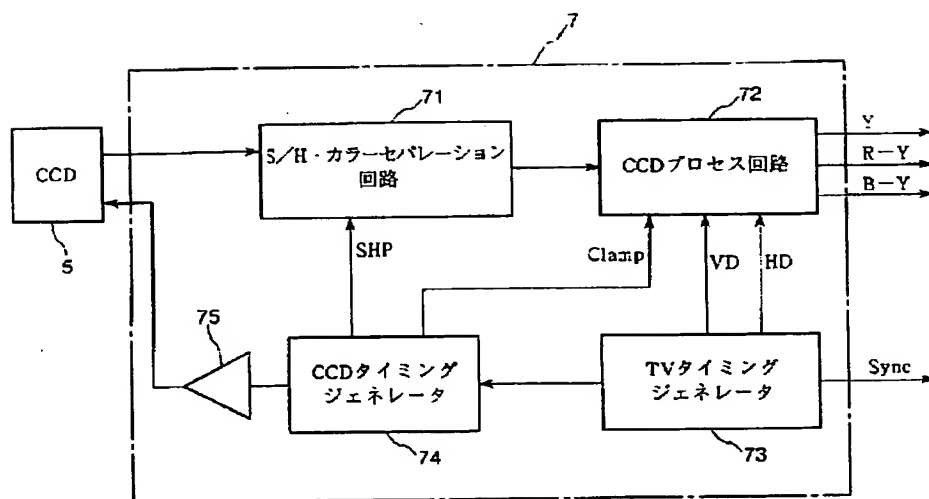 7
71
72
S/H・カラーセパレーション
回路
CCDプロセス回路
Y
R-Y
B-Y
CCD
5
SHP
Clamp
VD
HD
75
CCDタイミング
ジェネレータ
TVタイミング
ジェネレータ
Sync
74
73